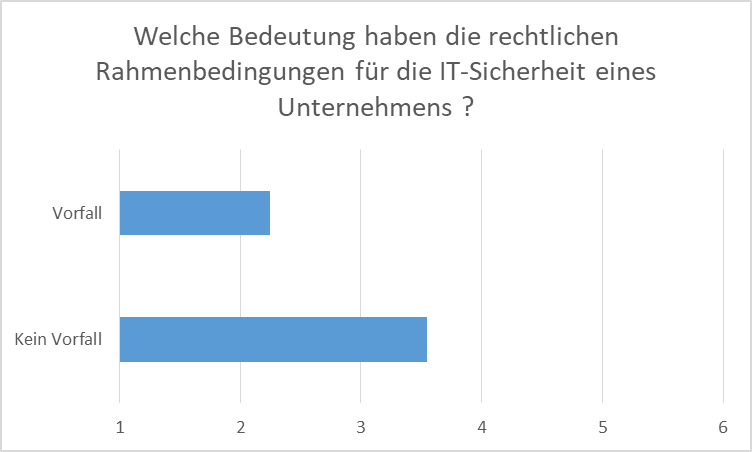 Welche Bedeutung haben die rechtlichen
Rahmenbedingungen für die IT-Sicherheit eines
Unternehmens ?
Vorfall
Kein Vorfall
1 2 3 4 5 6